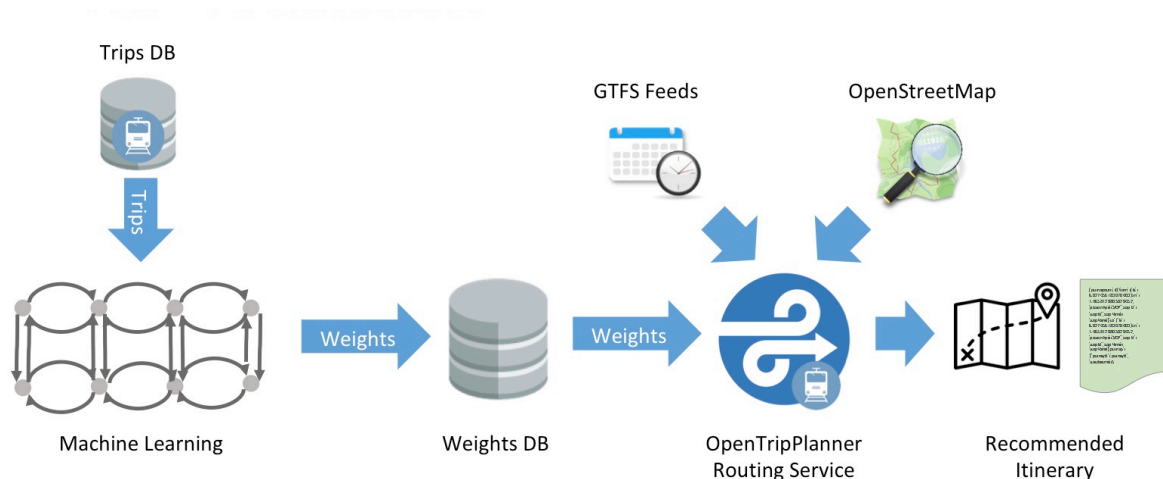 Trips DB
GTFS Feeds
OpenStreetMap
Trips
Weights
Weights
Machine Learning
Weights DB
OpenTripPlanner
Routing Service
Recommended
Itinerary